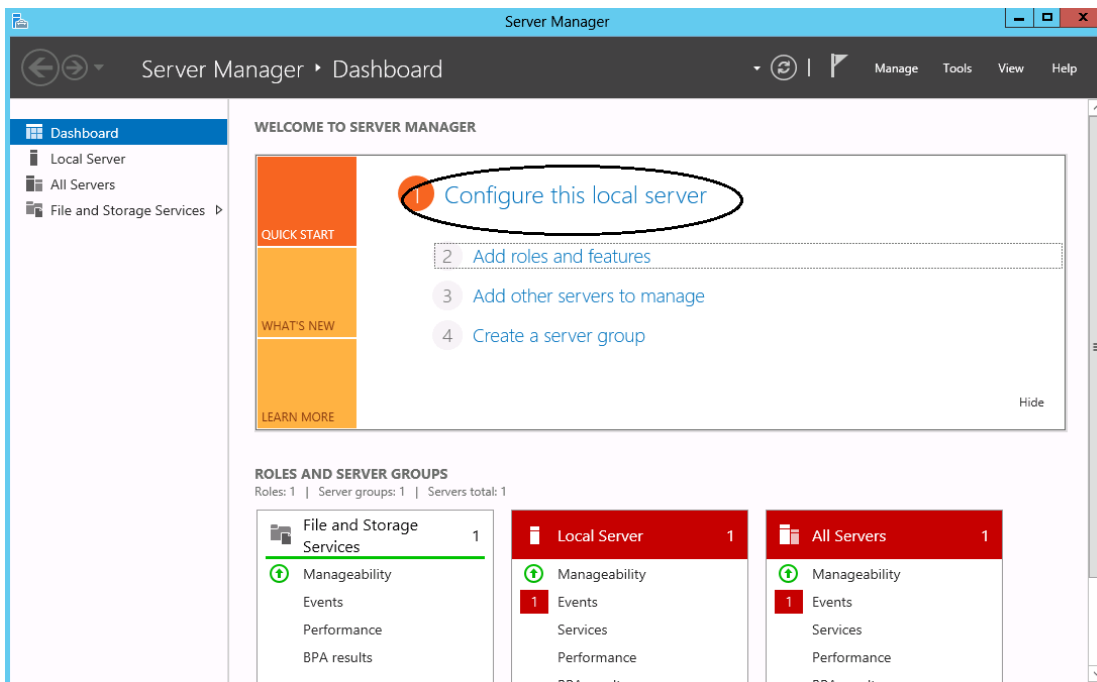 Server Manager
Server Manager ‣ Dashboard
Manage Tools View Help
Dashboard
Local Server
All Servers
File and Storage Services
WELCOME TO SERVER MANAGER
QUICK START
WHAT'S NEW
LEARN MORE
1 Configure this local server
2 Add roles and features
3 Add other servers to manage
4 Create a server group
Hide
ROLES AND SERVER GROUPS
Roles: 1 | Server groups: 1 | Servers total: 1
File and Storage
Services 1
Manageability
Events
Performance
BPA results
Local Server 1
Manageability
1 Events
Services
Performance
All Servers 1
Manageability
1 Events
Services
Performance